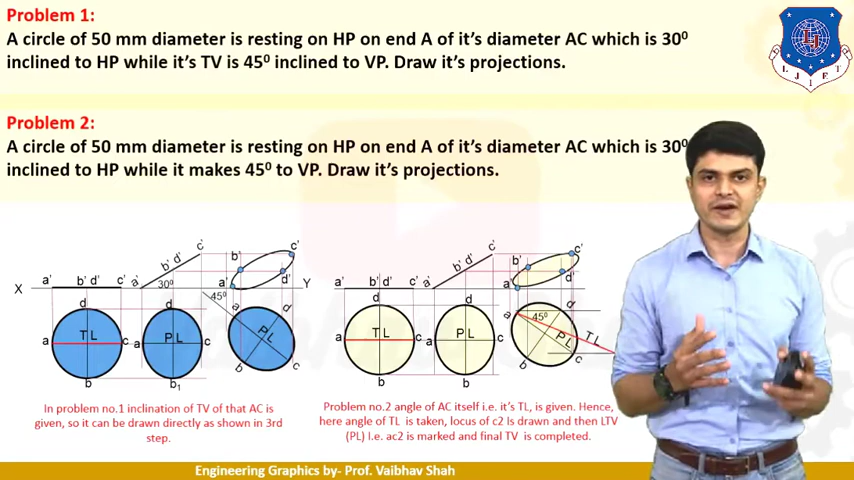 Problem 1:
A circle of 50 mm diameter is resting on HP on end A of it's diameter AC which is 30⁰
inclined to HP while it's TV is 45⁰ inclined to VP. Draw it's projections.
LJIET
Problem 2:
A circle of 50 mm diameter is resting on HP on end A of it's diameter AC which is 30⁰
inclined to HP while it makes 45⁰ to VP. Draw it's projections.
X a' b' d' c' a' 30⁰ b' d' c' a' b' c' d' Y
a' b' d' c' a' b' d' c' a' b' c' d'
45⁰
a d T L c b
a d P L c b₁
a d P L b c
a d T L c b
a d P L c b
a d 45⁰ P L T L b c
In problem no.1 inclination of TV of that AC is
given, so it can be drawn directly as shown in 3rd
step.
Problem no.2 angle of AC itself i.e. it's TL, is given. Hence,
here angle of TL is taken, locus of c2 Is drawn and then LTV
(PL) I.e. ac2 is marked and final TV is completed.
Engineering Graphics by- Prof. Vaibhav Shah